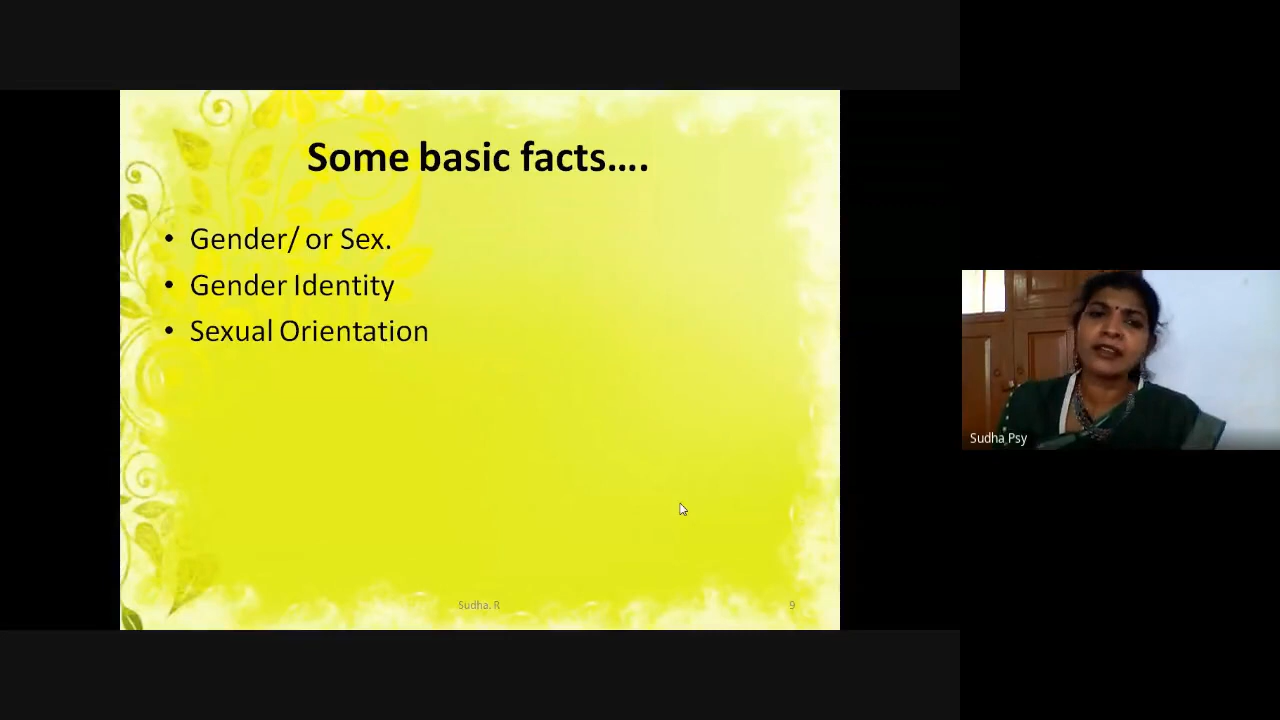 Some basic facts....
• Gender/ or Sex.
• Gender Identity
• Sexual Orientation
Sudha. R
9
Sudha Psy